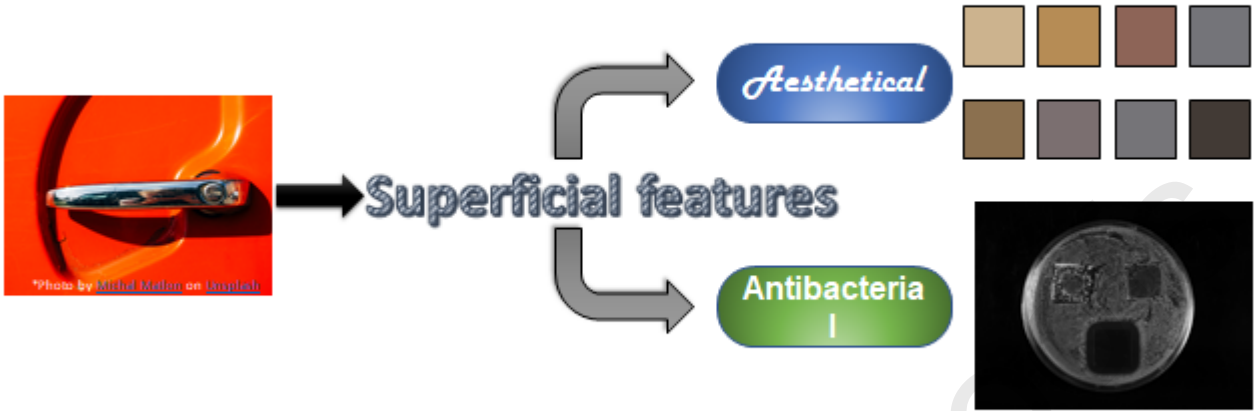 Aesthetical
Superficial features
*Photo by Michel Mellon on Unsplash
Antibacteria
l